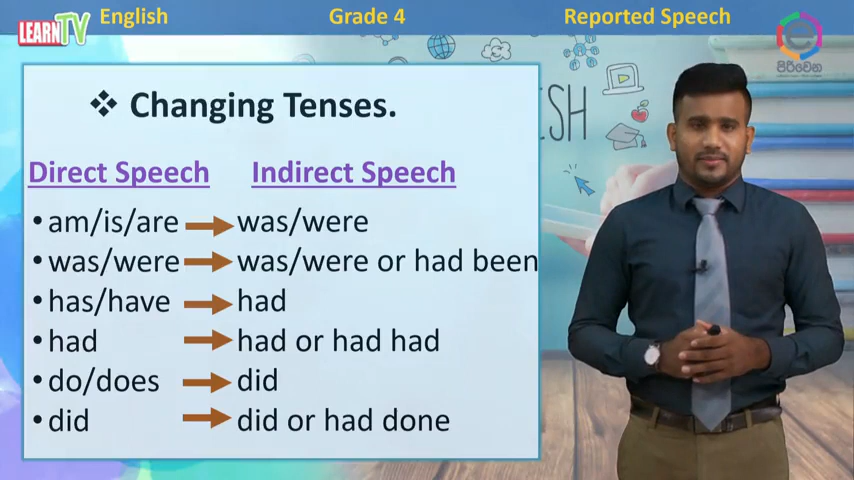 English Grade 4 Reported Speech
LEARN TV
පිරිවෙන
ISH
❖ Changing Tenses.
Direct Speech Indirect Speech
• am/is/are → was/were
• was/were → was/were or had been
• has/have → had
• had → had or had had
• do/does → did
• did → did or had done